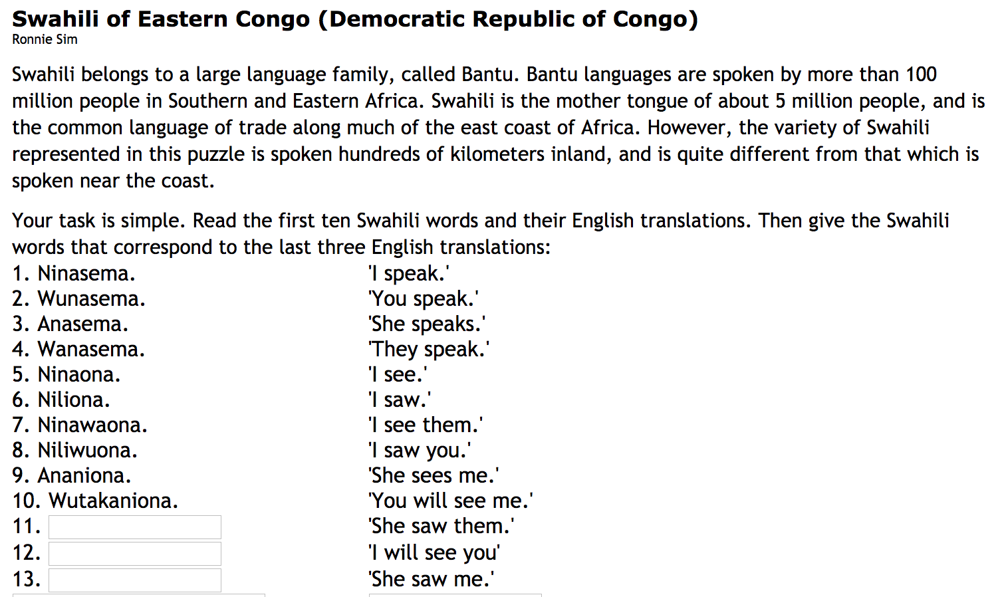 Swahili of Eastern Congo (Democratic Republic of Congo)
Ronnie Sim
Swahili belongs to a large language family, called Bantu. Bantu languages are spoken by more than 100
million people in Southern and Eastern Africa. Swahili is the mother tongue of about 5 million people, and is
the common language of trade along much of the east coast of Africa. However, the variety of Swahili
represented in this puzzle is spoken hundreds of kilometers inland, and is quite different from that which is
spoken near the coast.
Your task is simple. Read the first ten Swahili words and their English translations. Then give the Swahili
words that correspond to the last three English translations:
1. Ninasema. 'I speak.'
2. Wunasema. 'You speak.'
3. Anasema. 'She speaks.'
4. Wanasema. 'They speak.'
5. Ninaona. 'I see.'
6. Niliona. 'I saw.'
7. Ninawaona. 'I see them.'
8. Niliwuona. 'I saw you.'
9. Ananiona. 'She sees me.'
10. Wutakaniona. 'You will see me.'
11. 'She saw them.'
12. 'I will see you'
13. 'She saw me.'